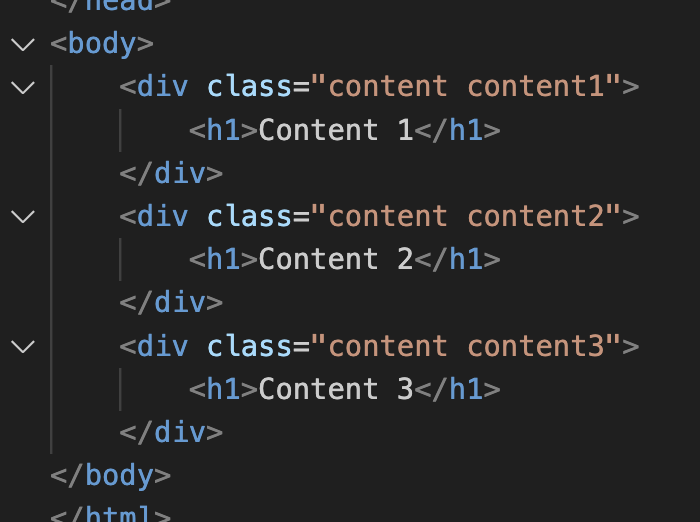 </head>
<body>
<div class="content content1">
<h1>Content 1</h1>
</div>
<div class="content content2">
<h1>Content 2</h1>
</div>
<div class="content content3">
<h1>Content 3</h1>
</div>
</body>
</html>